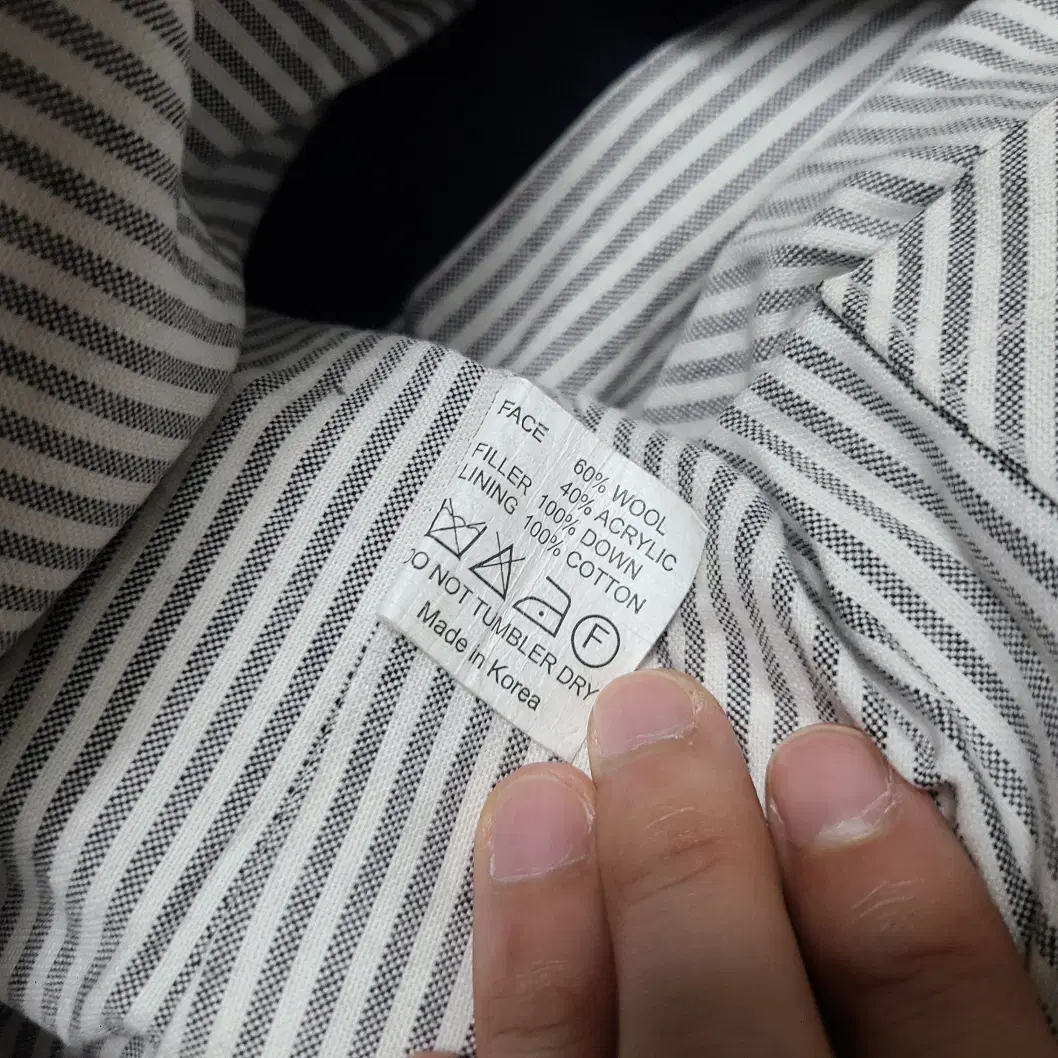 FACE 60% WOOL
40% ACRYLIC
FILLER 100% DOWN
LINING 100% COTTON
F
DO NOT TUMBLER DRY
Made in Korea